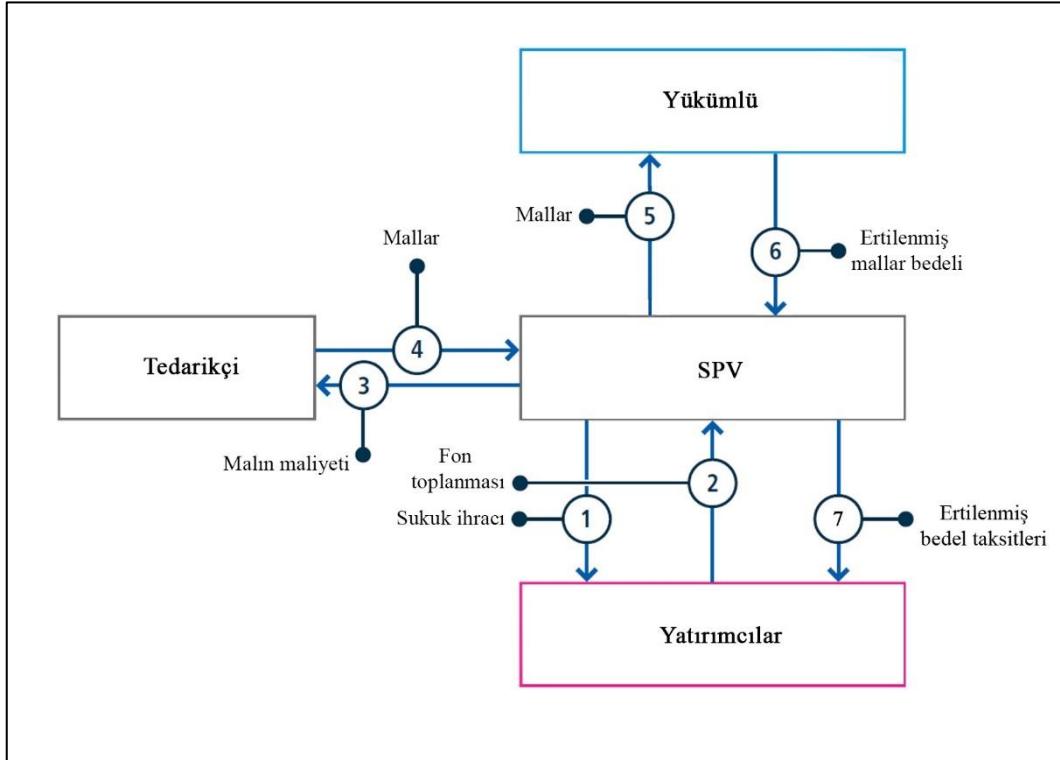 Yükümlü
Mallar
5
6
Ertilenmiş
mallar bedeli
Mallar
Tedarikçi
4
3
SPV
Malın maliyeti
Fon
toplanması
2
Sukuk ihracı
1
7
Ertilenmiş
bedel taksitleri
Yatırımcılar